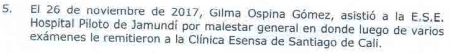 5. El 26 de noviembre de 2017, Gilma Ospina Gómez, asistió a la E.S.E.
Hospital Piloto de Jamundí por malestar general en donde luego de varios
exámenes le remitieron a la Clínica Esensa de Santiago de Cali.